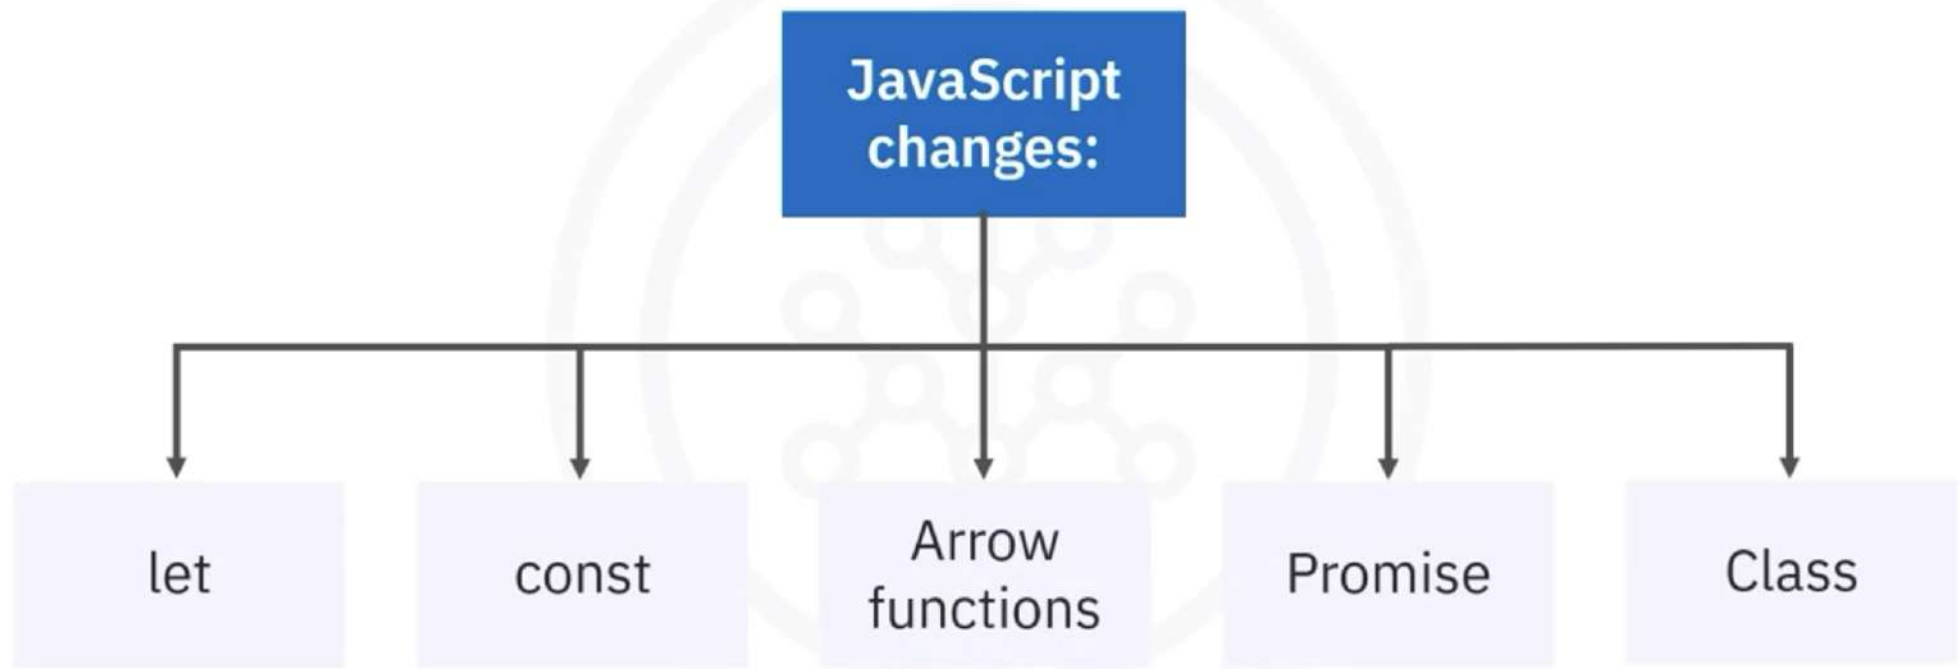 JavaScript
changes:
let
const
Arrow
functions
Promise
Class